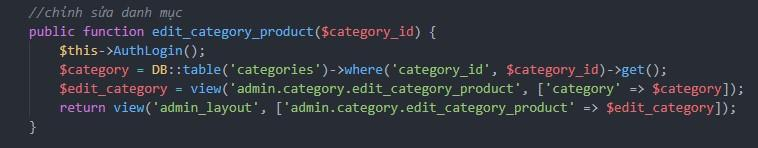 //chỉnh sửa danh mục
public function edit_category_product($category_id) {
$this->AuthLogin();
$category = DB::table('categories')->where('category_id', $category_id)->get();
$edit_category = view('admin.category.edit_category_product', ['category' => $category]);
return view('admin_layout', ['admin.category.edit_category_product' => $edit_category]);
}